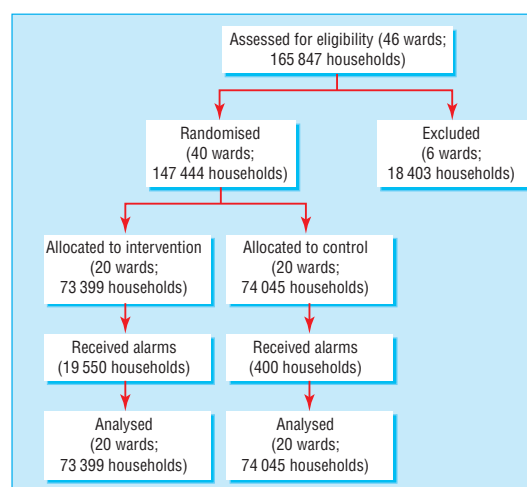 Assessed for eligibility (46 wards;
165 847 households)
Randomised
(40 wards;
147 444 households)
Excluded
(6 wards;
18 403 households)
Allocated to intervention
(20 wards;
73 399 households)
Allocated to control
(20 wards;
74 045 households)
Received alarms
(19 550 households)
Received alarms
(400 households)
Analysed
(20 wards;
73 399 households)
Analysed
(20 wards;
74 045 households)